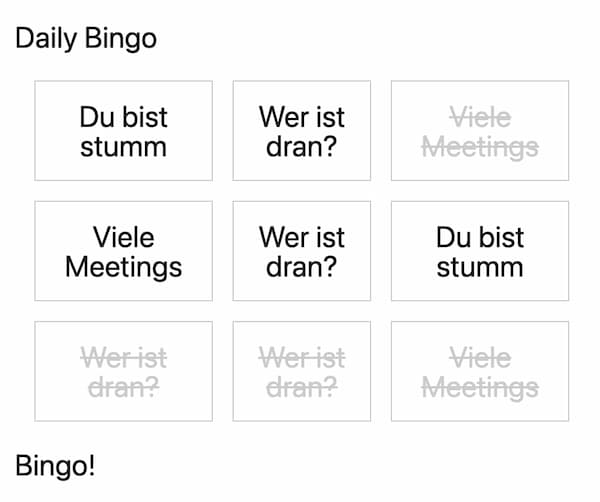 Daily Bingo
Du bist
stumm
Wer ist
dran?
Viele
Meetings
Viele
Meetings
Wer ist
dran?
Du bist
stumm
Wer ist
dran?
Wer ist
dran?
Viele
Meetings
Bingo!